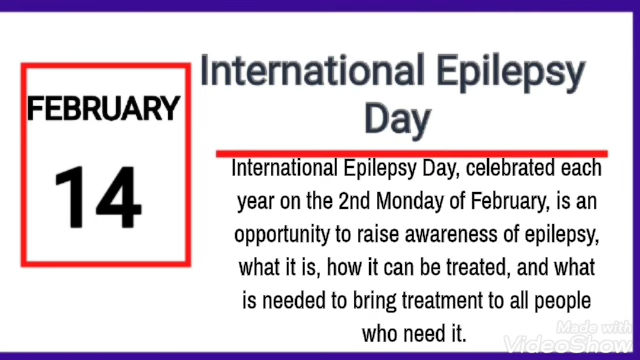 FEBRUARY
14
International Epilepsy
Day
International Epilepsy Day, celebrated each
year on the 2nd Monday of February, is an
opportunity to raise awareness of epilepsy,
what it is, how it can be treated, and what
is needed to bring treatment to all people
who need it.
Made with
VideoShow